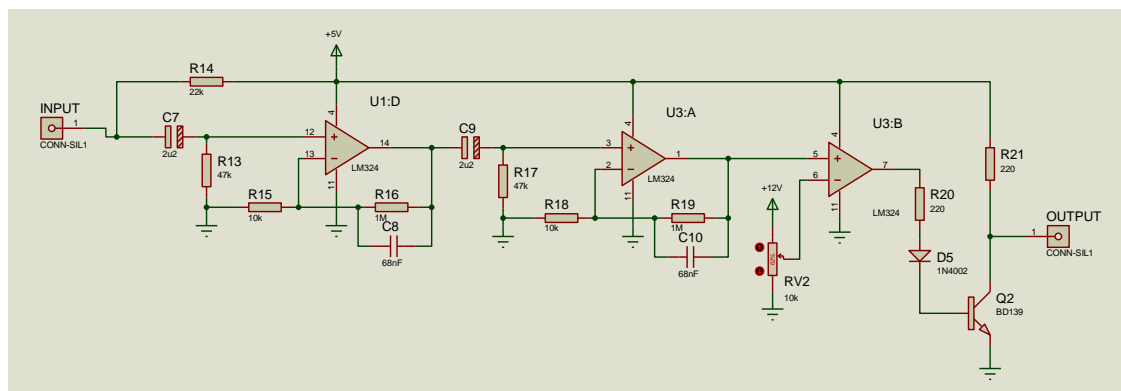 +5V
R14
22k
INPUT
1
CONN-SIL1
C7
2u2
R13
47k
R15
10k
U1:D
4
12
13
14
11
LM324
R16
1M
C8
68nF
C9
2u2
R17
47k
R18
10k
U3:A
4
3
2
1
11
LM324
R19
1M
C10
68nF
+12V
62%
RV2
10k
U3:B
4
5
6
7
11
LM324
R20
220
D5
1N4002
R21
220
OUTPUT
1
CONN-SIL1
Q2
BD139